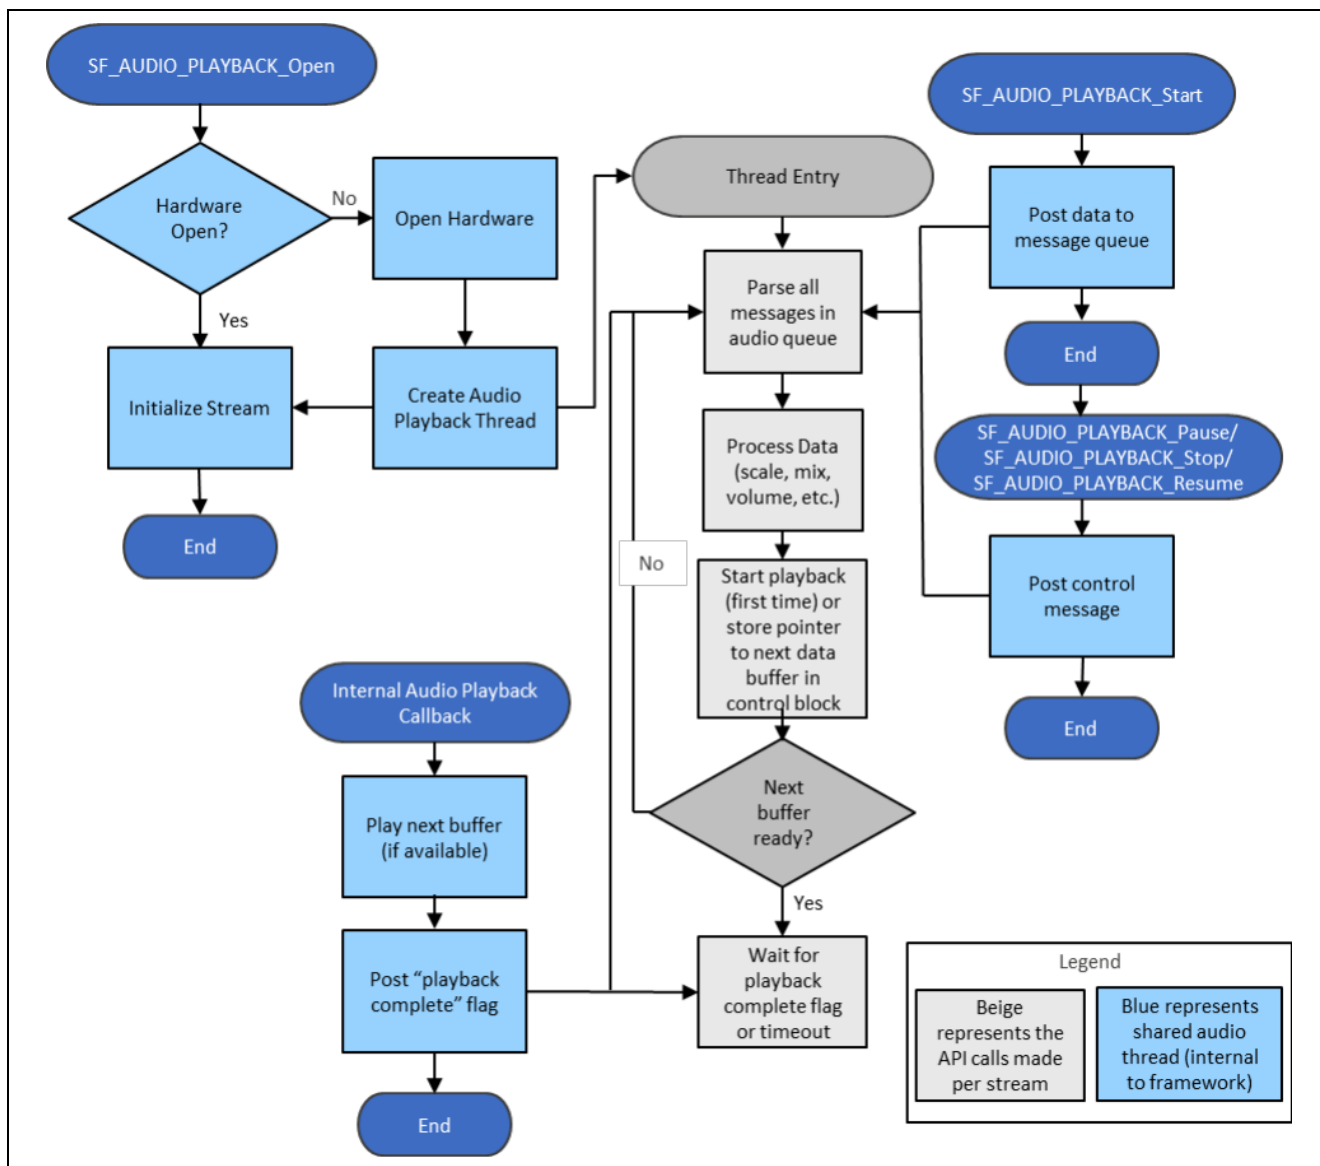 SF_AUDIO_PLAYBACK_Open
Hardware
Open?
No
Open Hardware
Yes
Initialize Stream
Create Audio
Playback Thread
End
Thread Entry
Parse all
messages in
audio queue
Process Data
(scale, mix,
volume, etc.)
Start playback
(first time) or
store pointer
to next data
buffer in
control block
No
Next
buffer
ready?
Yes
Wait for
playback
complete flag
or timeout
SF_AUDIO_PLAYBACK_Start
Post data to
message queue
End
SF_AUDIO_PLAYBACK_Pause/
SF_AUDIO_PLAYBACK_Stop/
SF_AUDIO_PLAYBACK_Resume
Post control
message
End
Internal Audio Playback
Callback
Play next buffer
(if available)
Post “playback
complete” flag
End
Legend
Beige
represents the
API calls made
per stream
Blue represents
shared audio
thread (internal
to framework)